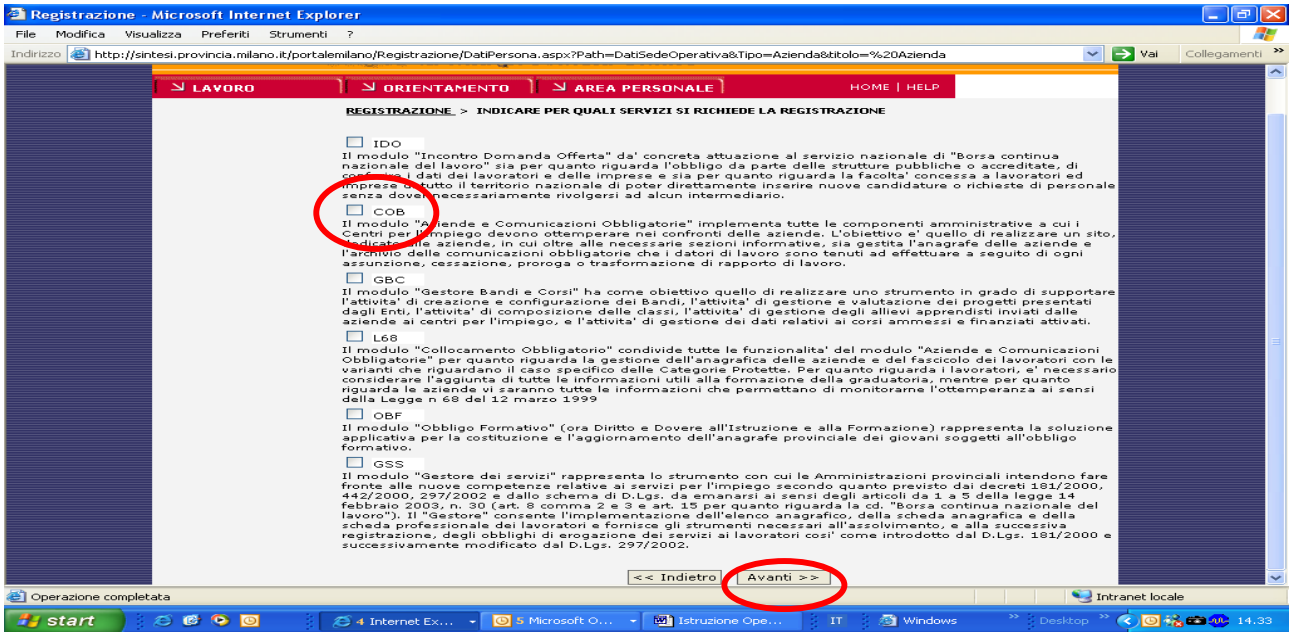 Registrazione - Microsoft Internet Explorer
File Modifica Visualizza Preferiti Strumenti ?
Indirizzo http://sintesi.provincia.milano.it/portalemilano/Registrazione/DatiPersona.aspx?Path=DatiSedeOperativa&Tipo=Azienda&titolo=%20Azienda Vai Collegamenti »
LAVORO ORIENTAMENTO AREA PERSONALE HOME | HELP
REGISTRAZIONE > INDICARE PER QUALI SERVIZI SI RICHIEDE LA REGISTRAZIONE
IDO
Il modulo "Incontro Domanda Offerta" da' concreta attuazione al servizio nazionale di "Borsa continua
nazionale del lavoro" sia per quanto riguarda l'obbligo da parte delle strutture pubbliche o accreditate, di
conferire i dati dei lavoratori e delle imprese e sia per quanto riguarda la facolta' concessa a lavoratori ed
imprese di tutto il territorio nazionale di poter direttamente inserire nuove candidature o richieste di personale
senza dover necessariamente rivolgersi ad alcun intermediario.
COB
Il modulo "Aziende e Comunicazioni Obbligatorie" implementa tutte le componenti amministrative a cui i
Centri per l'impiego devono ottemperare nei confronti delle aziende. L'obiettivo e' quello di realizzare un sito,
dedicato alle aziende, in cui oltre alle necessarie sezioni informative, sia gestita l'anagrafe delle aziende e
l'archivio delle comunicazioni obbligatorie che i datori di lavoro sono tenuti ad effettuare a seguito di ogni
assunzione, cessazione, proroga o trasformazione di rapporto di lavoro.
GBC
Il modulo "Gestore Bandi e Corsi" ha come obiettivo quello di realizzare uno strumento in grado di supportare
l'attivita' di creazione e configurazione dei Bandi, l'attivita' di gestione e valutazione dei progetti presentati
dagli Enti, l'attivita' di composizione delle classi, l'attivita' di gestione degli allievi apprendisti inviati dalle
aziende ai centri per l'impiego, e l'attivita' di gestione dei dati relativi ai corsi ammessi e finanziati attivati.
L68
Il modulo "Collocamento Obbligatorio" condivide tutte le funzionalita' del modulo "Aziende e Comunicazioni
Obbligatorie" per quanto riguarda la gestione dell'anagrafica delle aziende e del fascicolo dei lavoratori con le
varianti che riguardano il caso specifico delle Categorie Protette. Per quanto riguarda i lavoratori, e' necessario
considerare l'aggiunta di tutte le informazioni utili alla formazione della graduatoria, mentre per quanto
riguarda le aziende vi saranno tutte le informazioni che permettano di monitorarne l'ottemperanza ai sensi
della Legge n 68 del 12 marzo 1999
OBF
Il modulo "Obbligo Formativo" (ora Diritto e Dovere all'Istruzione e alla Formazione) rappresenta la soluzione
applicativa per la costituzione e l'aggiornamento dell'anagrafe provinciale dei giovani soggetti all'obbligo
formativo.
GSS
Il modulo "Gestore dei servizi" rappresenta lo strumento con cui le Amministrazioni provinciali intendono fare
fronte alle nuove competenze relative ai servizi per l'impiego secondo quanto previsto dai decreti 181/2000,
442/2000, 297/2002 e dallo schema di D.Lgs. da emanarsi ai sensi degli articoli da 1 a 5 della legge 14
febbraio 2003, n. 30 (art. 8 comma 2 e 3 e art. 15 per quanto riguarda la cd. "Borsa continua nazionale del
lavoro"). Il "Gestore" consente l'implementazione dell'elenco anagrafico, della scheda anagrafica e della
scheda professionale dei lavoratori e fornisce gli strumenti necessari all'assolvimento, e alla successiva
registrazione, degli obblighi di erogazione dei servizi ai lavoratori cosi' come introdotto dal D.Lgs. 181/2000 e
successivamente modificato dal D.Lgs. 297/2002.
<< Indietro Avanti >>
Operazione completata Intranet locale
start 4 Internet Ex... 5 Microsoft O... Istruzione Ope... IT Windows » Desktop » 14.33